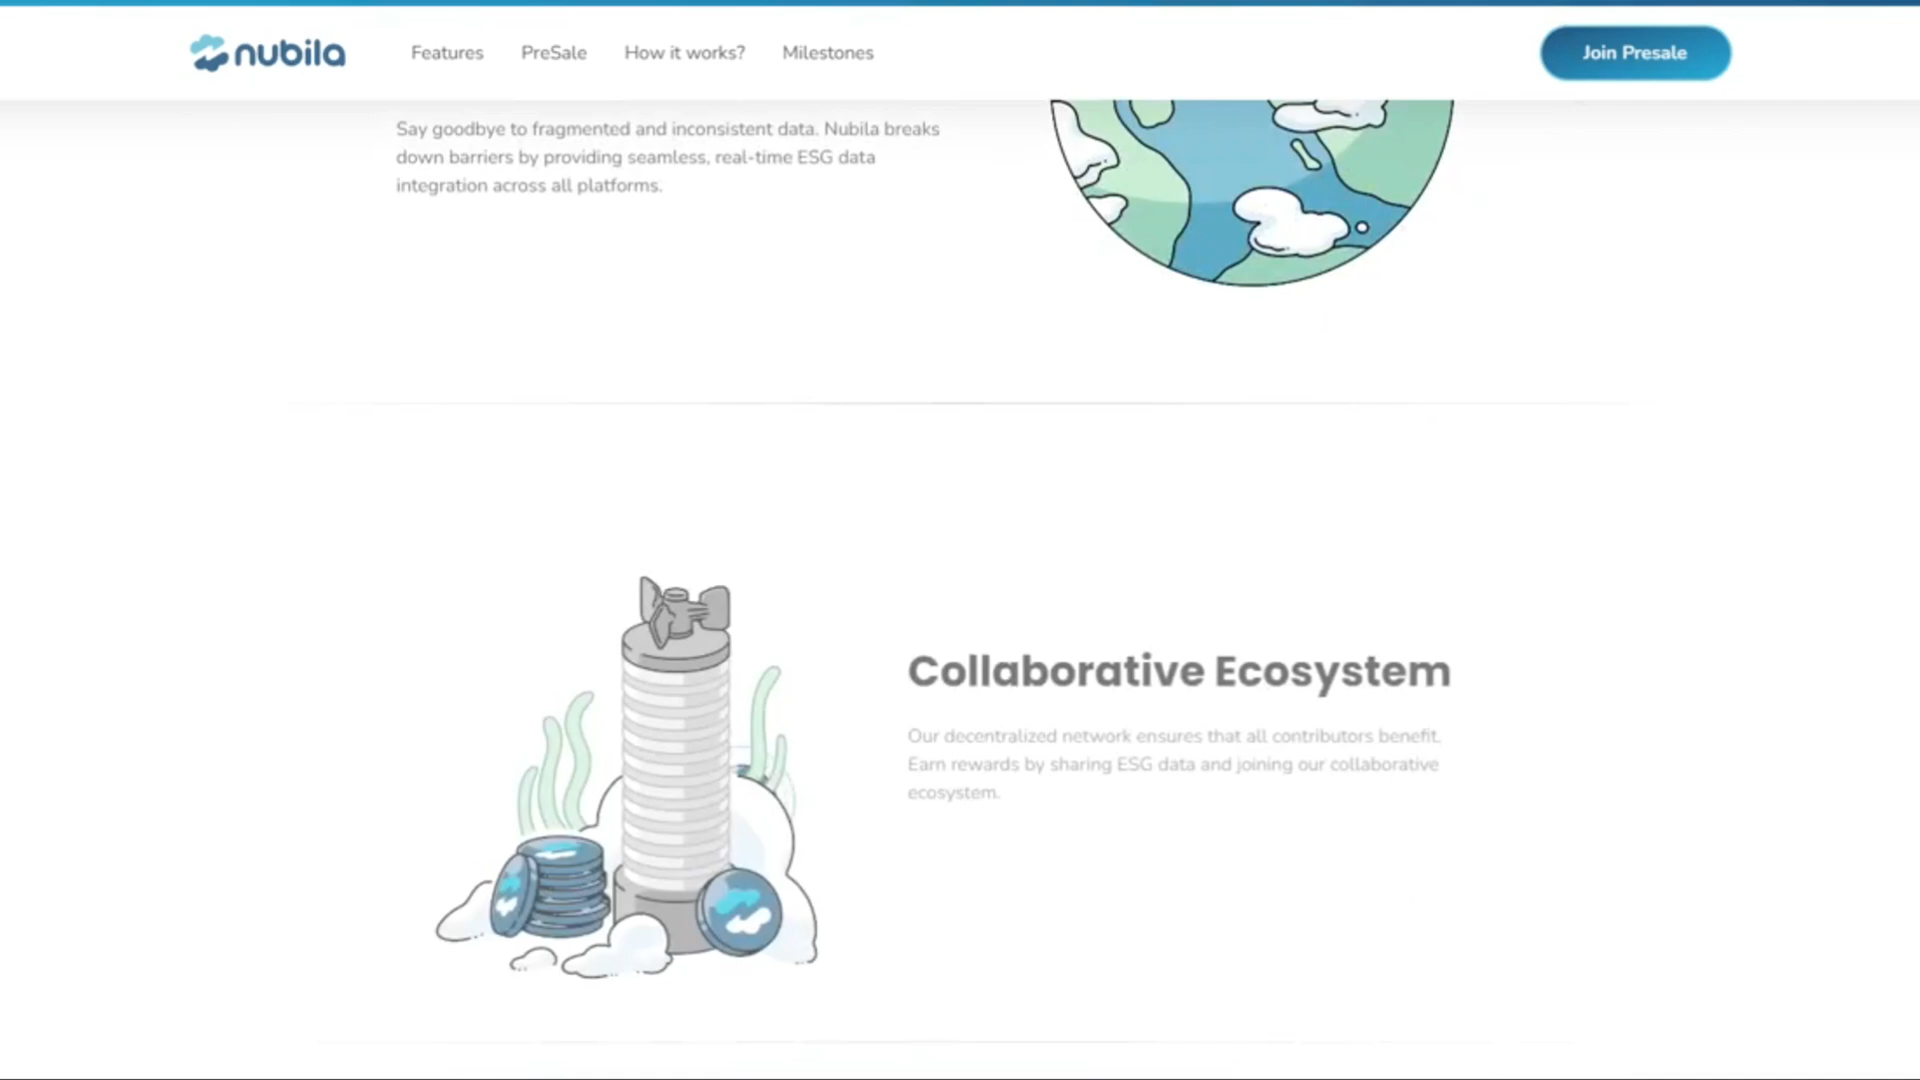 nubila
Features
PreSale
How it works?
Milestones
Join Presale
Say goodbye to fragmented and inconsistent data. Nubila breaks
down barriers by providing seamless, real-time ESG data
integration across all platforms.
Collaborative Ecosystem
Our decentralized network ensures that all contributors benefit.
Earn rewards by sharing ESG data and joining our collaborative
ecosystem.